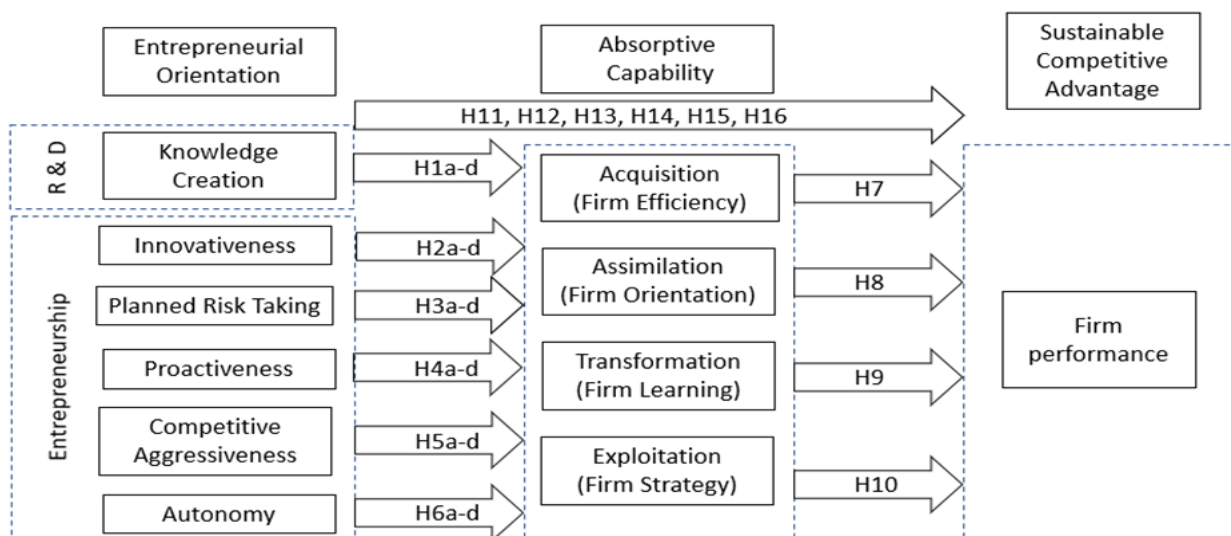 Entrepreneurial
Orientation
Absorptive
Capability
Sustainable
Competitive
Advantage
H11, H12, H13, H14, H15, H16
R & D
Knowledge
Creation
H1a-d
Acquisition
(Firm Efficiency)
H7
Entrepreneurship
Innovativeness
H2a-d
Assimilation
(Firm Orientation)
H8
Planned Risk Taking
H3a-d
Firm
performance
Proactiveness
H4a-d
Transformation
(Firm Learning)
H9
Competitive
Aggressiveness
H5a-d
Exploitation
(Firm Strategy)
H10
Autonomy
H6a-d